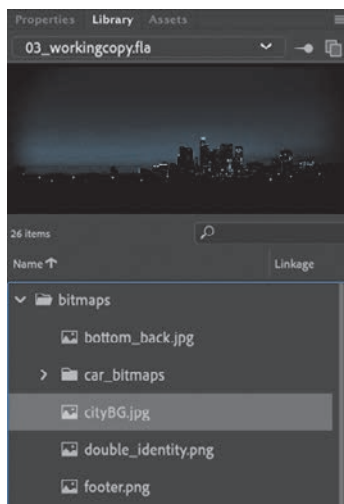 Properties Library Assets
03_workingcopy.fla
26 items
Name Linkage
bitmaps
bottom_back.jpg
car_bitmaps
cityBG.jpg
double_identity.png
footer.png